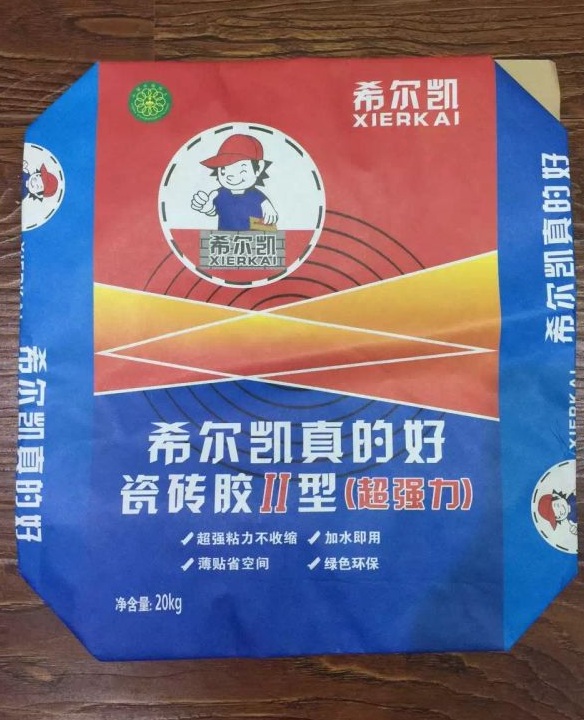 希尔凯
XIERKAI
希尔凯
XIERKAI
希尔凯真的好
瓷砖胶II型(超强力)
✓超强粘力不收缩 ✓加水即用
✓薄贴省空间 ✓绿色环保
净含量: 20kg
希尔凯真的好
希尔凯真的好